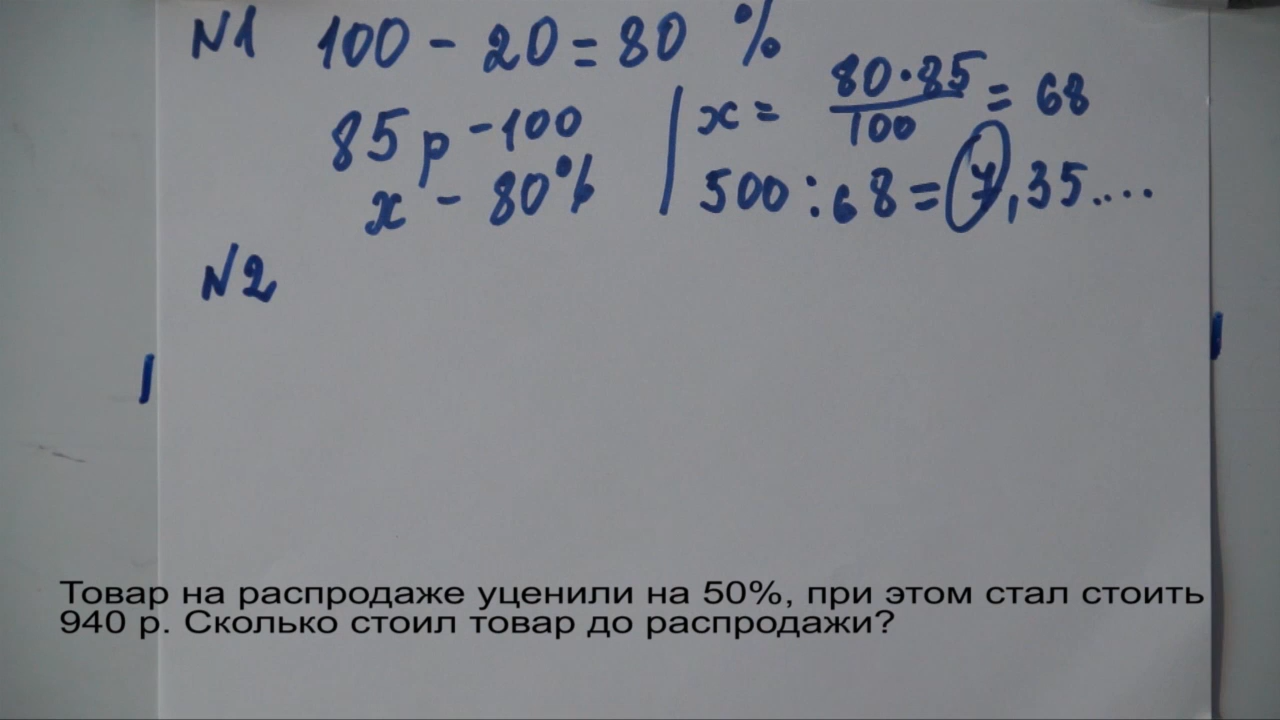 N1 100 - 20 = 80 %
85 р - 100
x - 80%
x = 80·85/100 = 68
500 : 68 = 7,35....
N2
Товар на распродаже уценили на 50%, при этом стал стоить
940 р. Сколько стоил товар до распродажи?